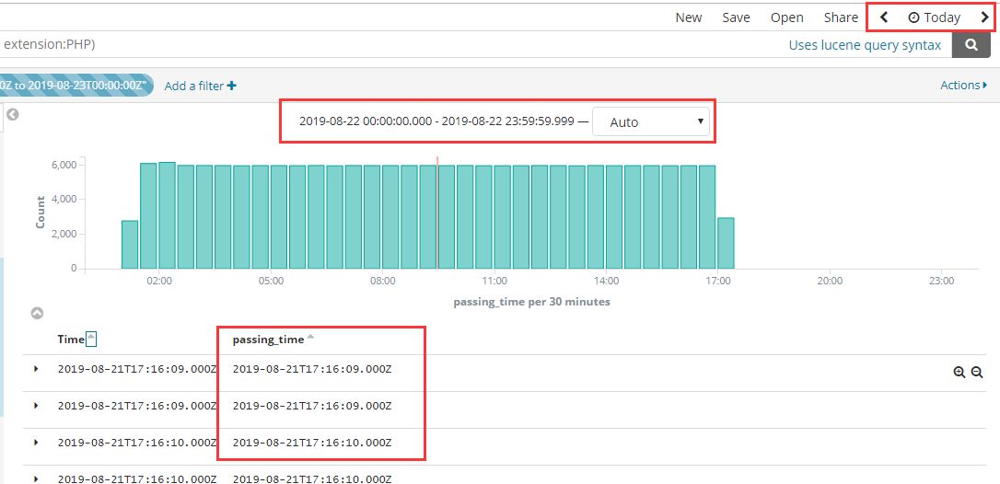 New Save Open Share Today
extension:PHP) Uses lucene query syntax
0Z to 2019-08-23T00:00:00Z" Add a filter Actions
2019-08-22 00:00:00.000 - 2019-08-22 23:59:59.999 — Auto
6,000
4,000
2,000
0
Count
02:00 05:00 08:00 11:00 14:00 17:00 20:00 23:00
passing_time per 30 minutes
Time passing_time
2019-08-21T17:16:09.000Z 2019-08-21T17:16:09.000Z
2019-08-21T17:16:09.000Z 2019-08-21T17:16:09.000Z
2019-08-21T17:16:10.000Z 2019-08-21T17:16:10.000Z
2019-08-21T17:16:10.000Z 2019-08-21T17:16:10.000Z